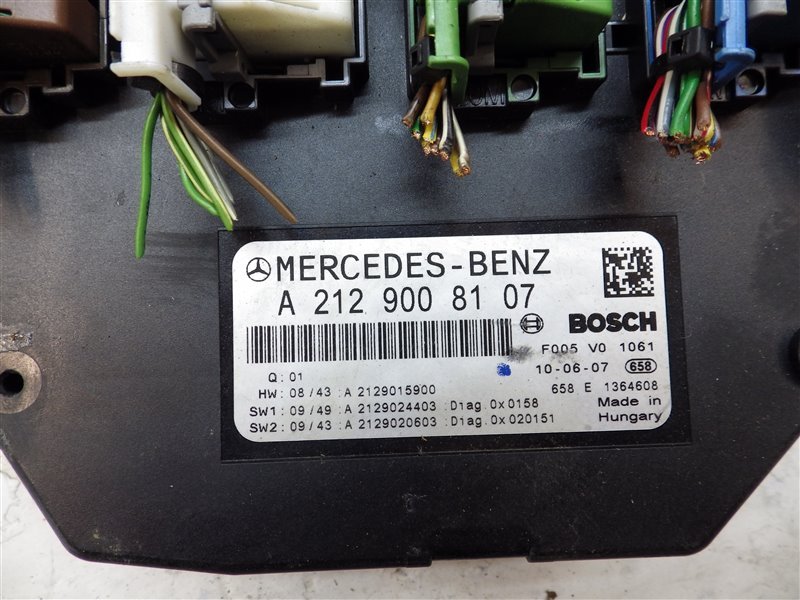 MERCEDES-BENZ
A 212 900 81 07
BOSCH
F005 V0 1061
Q: 01
10-06-07 658
HW: 08/43: A 2129015900
658 E 1364608
SW1: 09/49: A 2129024403: Diag.0x0158
Made in
SW2: 09/43: A 2129020603: Diag.0x020151
Hungary